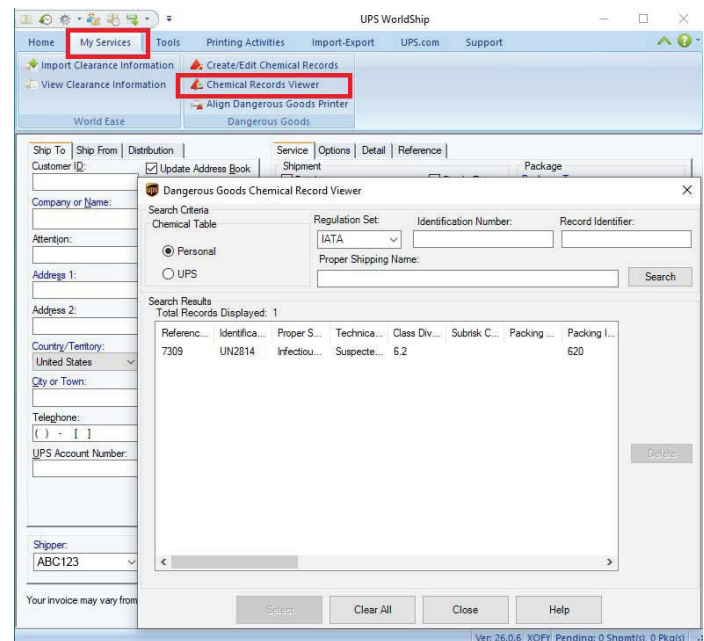 UPS WorldShip
Home My Services Tools Printing Activities Import-Export UPS.com Support
Import Clearance Information
View Clearance Information
World Ease
Create/Edit Chemical Records
Chemical Records Viewer
Align Dangerous Goods Printer
Dangerous Goods
Ship To Ship From Distribution
Customer ID:
Update Address Book
Company or Name:
Attention:
Address 1:
Address 2:
Country/Territory:
United States
City or Town:
Telephone:
( ) - [ ]
UPS Account Number:
Shipper:
ABC123
Your invoice may vary from
Service Options Detail Reference
Shipment
Package
Dangerous Goods Chemical Record Viewer
Search Criteria
Chemical Table
Personal
UPS
Regulation Set:
IATA
Identification Number:
Record Identifier:
Proper Shipping Name:
Search
Search Results
Total Records Displayed: 1
Referenc... Identifica... Proper S... Technica... Class Div... Subrisk C... Packing ... Packing I...
7309 UN2814 Infectiou... Suspecte... 6.2 620
Delete
Select Clear All Close Help
Ver: 26.0.6 XOFY Pending: 0 Shpmt(s), 0 Pkg(s)